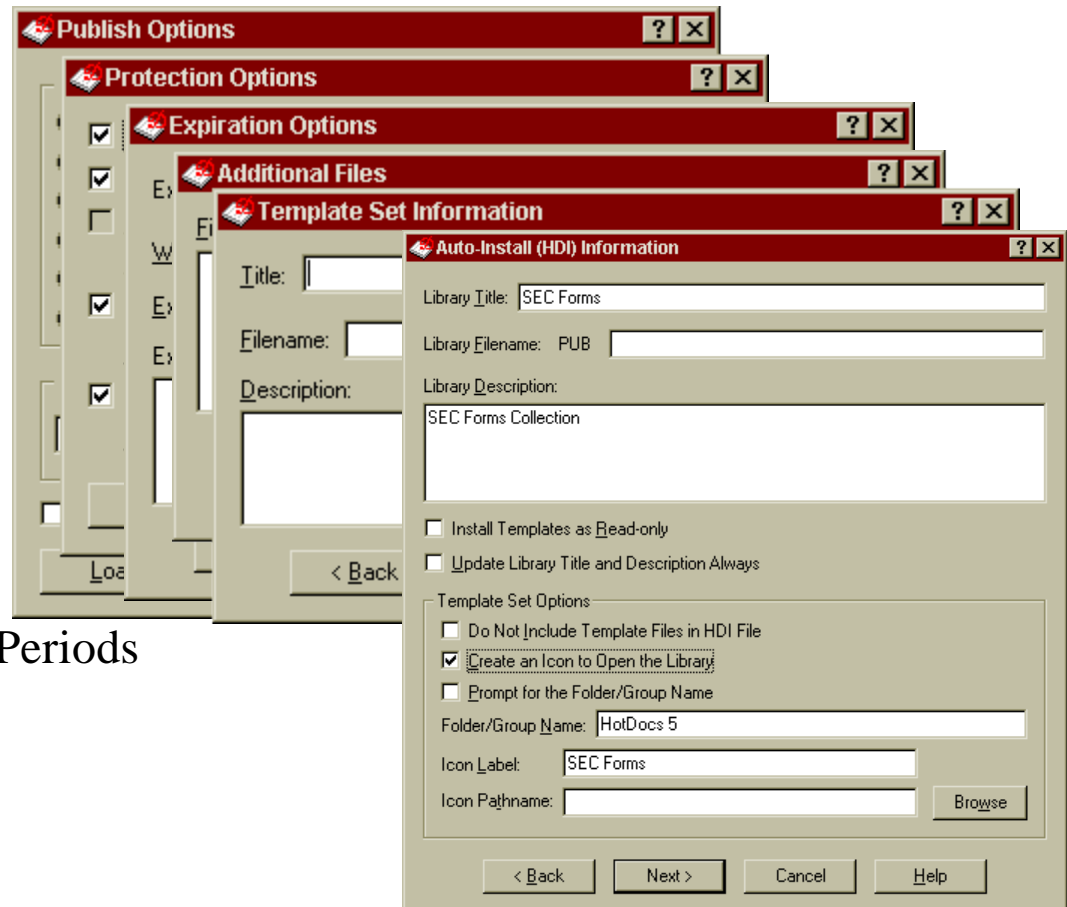 Publish Options
Protection Options
Expiration Options
Additional Files
Template Set Information
Title:
Filename:
Description:
< Back
Auto-Install (HDI) Information
Library Title: SEC Forms
Library Filename: PUB
Library Description:
SEC Forms Collection
Install Templates as Read-only
Update Library Title and Description Always
Template Set Options
Do Not Include Template Files in HDI File
Create an Icon to Open the Library
Prompt for the Folder/Group Name
Folder/Group Name: HotDocs 5
Icon Label: SEC Forms
Icon Pathname: Browse
< Back Next > Cancel Help
Periods